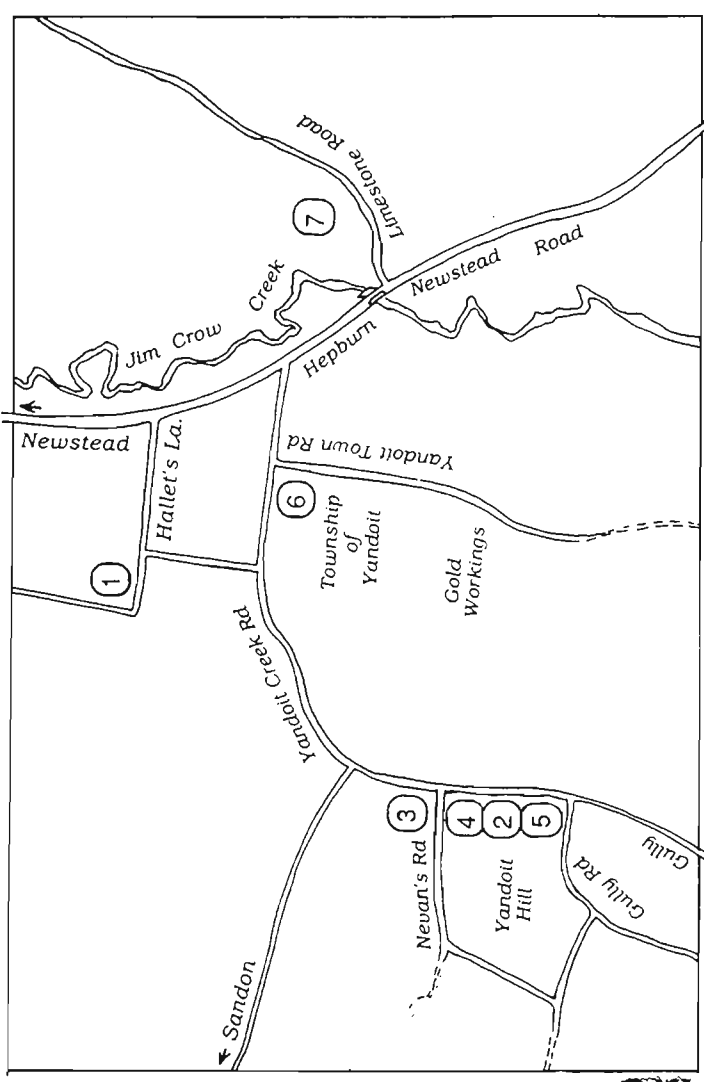 Limestone Road
7
Jim Crow Creek
Newstead Road
Hepburn
Newstead
Hallet's La.
1
Yandoit Town Rd
6
Township
of
Yandoit
Gold
Workings
Yandoit Creek Rd
3
Nevan's Rd
4
2
5
Yandoit
Hill
Gully Rd
Gully
Sandon